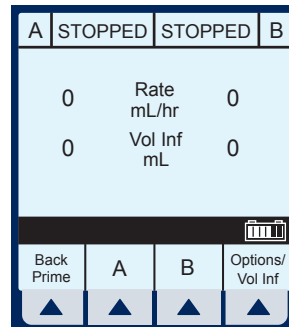 A STOPPED STOPPED B
0 Rate mL/hr 0
0 Vol Inf mL 0
Back Prime A B Options/ Vol Inf